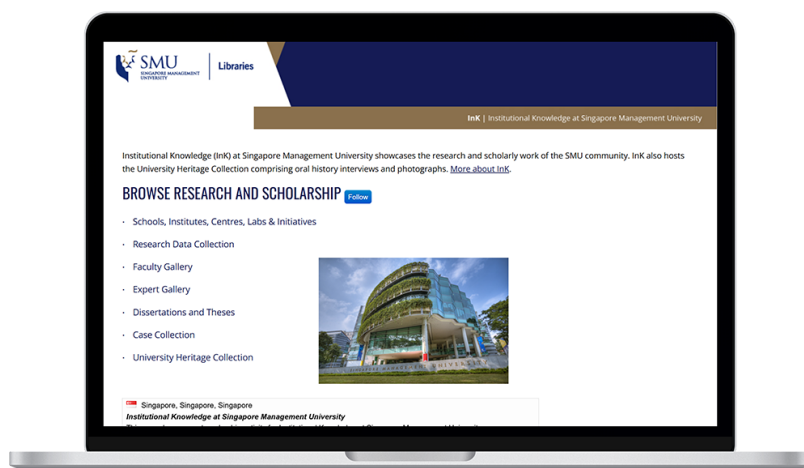 SMU
SINGAPORE MANAGEMENT
UNIVERSITY
Libraries
InK | Institutional Knowledge at Singapore Management University
Institutional Knowledge (InK) at Singapore Management University showcases the research and scholarly work of the SMU community. InK also hosts
the University Heritage Collection comprising oral history interviews and photographs. More about InK.
BROWSE RESEARCH AND SCHOLARSHIP Follow
· Schools, Institutes, Centres, Labs & Initiatives
· Research Data Collection
· Faculty Gallery
· Expert Gallery
· Dissertations and Theses
· Case Collection
· University Heritage Collection
SINGAPORE MANAGEMENT UNIVERSITY
Singapore, Singapore, Singapore
Institutional Knowledge at Singapore Management University